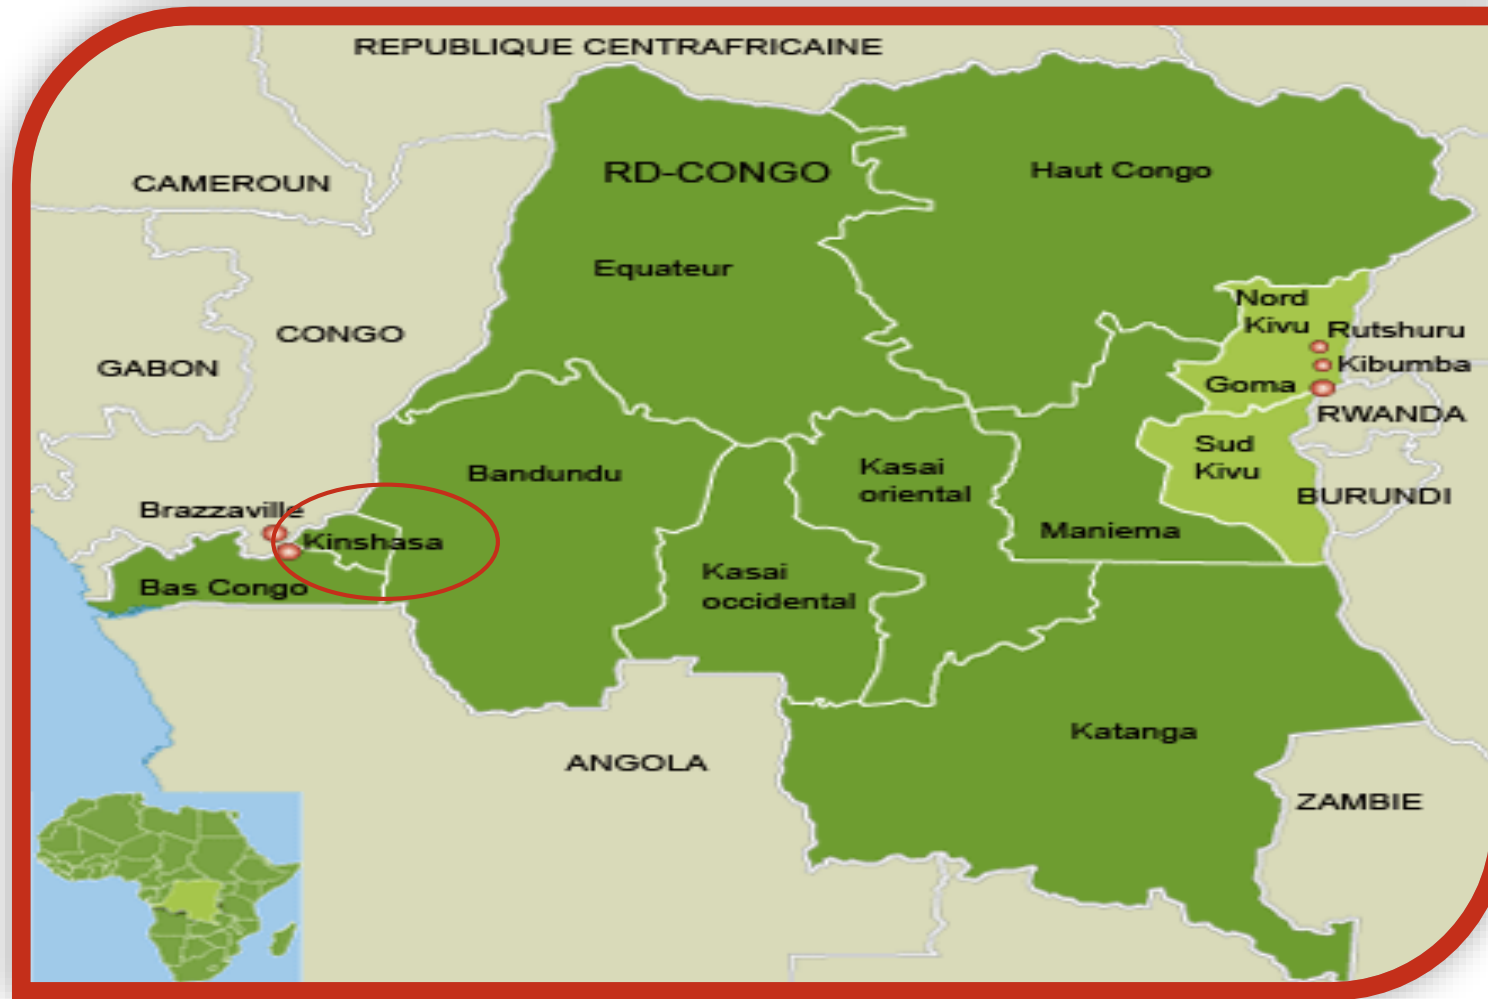 REPUBLIQUE CENTRAFRICAINE
RD-CONGO
Haut Congo
CAMEROUN
Equateur
Nord
Kivu
Rutshuru
CONGO
Kibumba
GABON
Goma
RWANDA
Bandundu
Kasai
oriental
Sud
Kivu
BURUNDI
Brazzaville
Kinshasa
Maniema
Bas Congo
Kasai
occidental
Katanga
ANGOLA
ZAMBIE